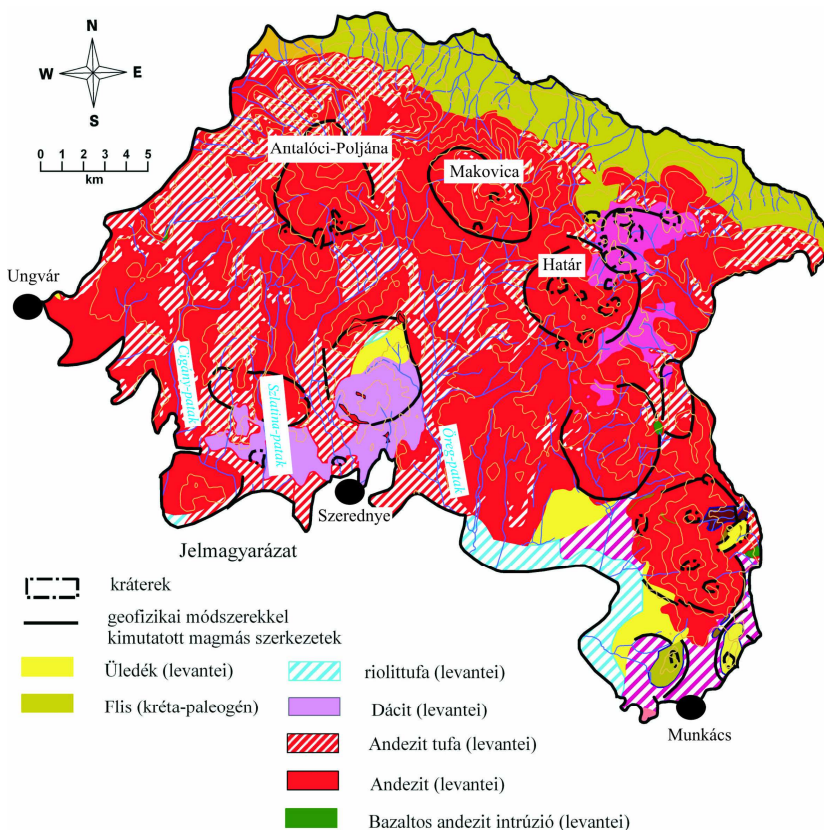 N
W E
S
0 1 2 3 4 5
km
Antalóci-Poljána
Makovica
Határ
Ungvár
Cigány-patak
Szlatina-patak
Öreg-patak
Szerednye
Munkács
Jelmagyarázat
kráterek
geofizikai módszerekkel
kimutatott magmás szerkezetek
Üledék (levantei)
Flis (kréta-paleogén)
riolittufa (levantei)
Dácit (levantei)
Andezit tufa (levantei)
Andezit (levantei)
Bazaltos andezit intrúzió (levantei)